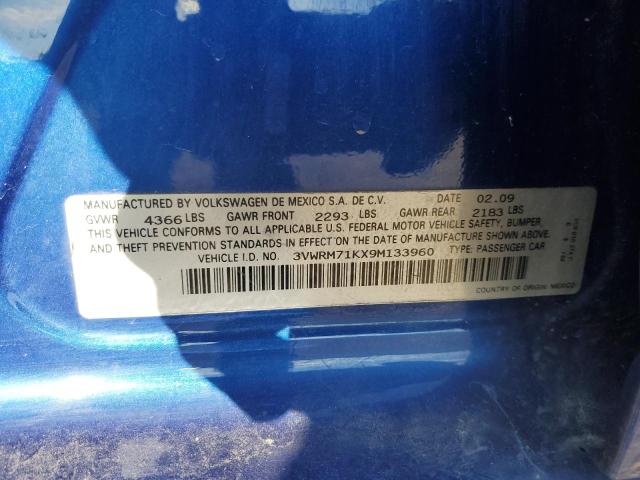 MANUFACTURED BY VOLKSWAGEN DE MEXICO S.A. DE C.V. DATE 02.09
GVWR 4366 LBS GAWR FRONT 2293 LBS GAWR REAR 2183 LBS
THIS VEHICLE CONFORMS TO ALL APPLICABLE U.S. FEDERAL MOTOR VEHICLE SAFETY, BUMPER,
AND THEFT PREVENTION STANDARDS IN EFFECT ON THE DATE OF MANUFACTURE SHOWN ABOVE.
VEHICLE I.D. NO. 3VWRM71KX9M133960 TYPE: PASSENGER CAR
COUNTRY OF ORIGIN: MEXICO